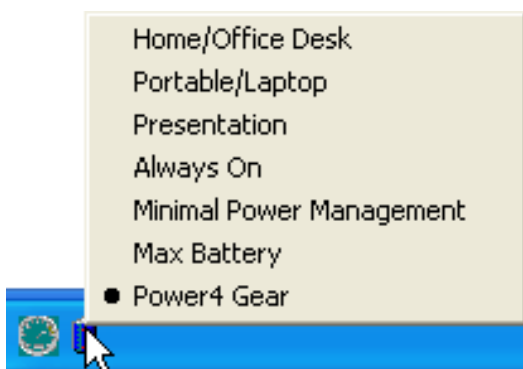 Home/Office Desk
Portable/Laptop
Presentation
Always On
Minimal Power Management
Max Battery
Power4 Gear